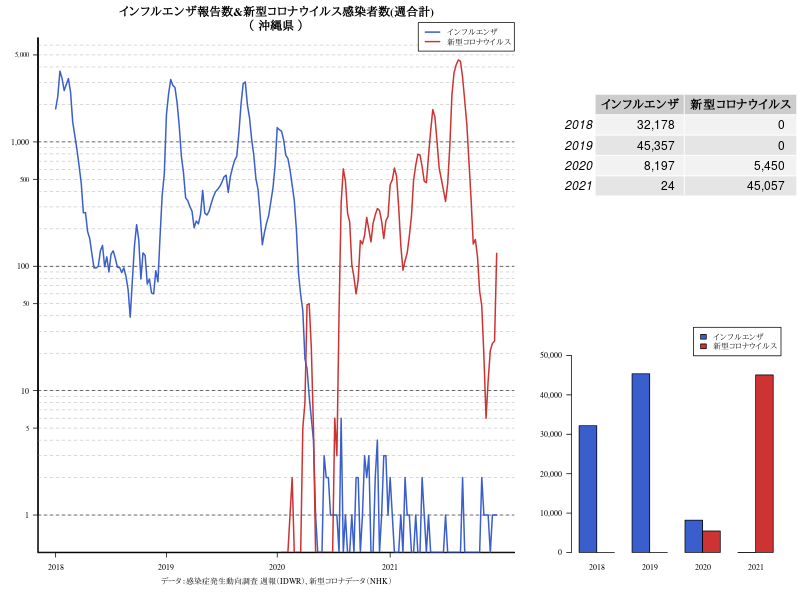 インフルエンザ報告数&新型コロナウイルス感染者数(週合計)
( 沖縄県 )
インフルエンザ
新型コロナウイルス
5,000
1,000
500
100
50
10
5
1
2018 2019 2020 2021
データ:感染症発生動向調査 週報(IDWR)、新型コロナデータ(NHK)
インフルエンザ 新型コロナウイルス
2018 32,178 0
2019 45,357 0
2020 8,197 5,450
2021 24 45,057
インフルエンザ
新型コロナウイルス
50,000
40,000
30,000
20,000
10,000
0
2018 2019 2020 2021